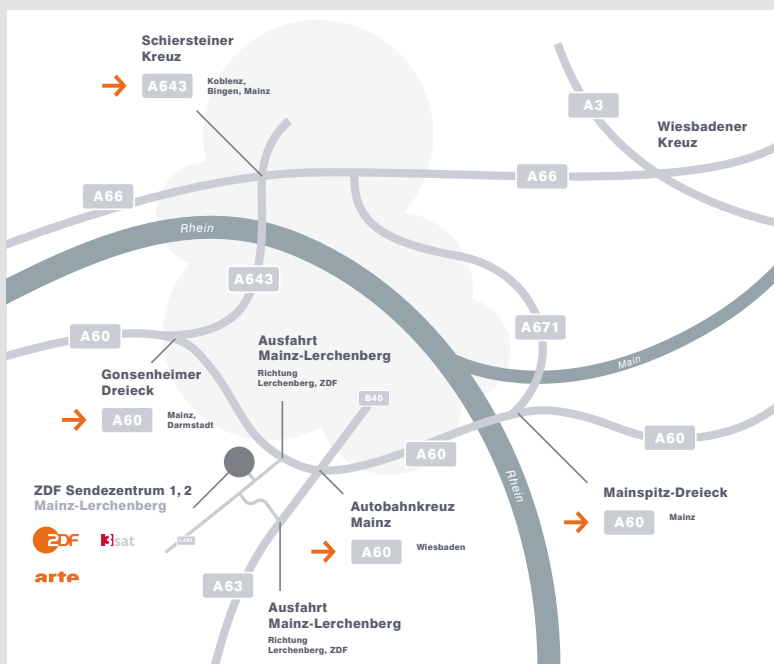 Schiersteiner
Kreuz
A643
Koblenz,
Bingen, Mainz
A3
Wiesbadener
Kreuz
A66
A66
Rhein
A643
A60
A671
Main
Ausfahrt
Mainz-Lerchenberg
Richtung
Lerchenberg, ZDF
Gonsenheimer
Dreieck
A60
Mainz,
Darmstadt
B40
A60
A60
Rhein
ZDF Sendezentrum 1, 2
Mainz-Lerchenberg
ZDF
3sat
arte
Autobahnkreuz
Mainz
A60
Wiesbaden
Mainspitz-Dreieck
A60
Mainz
A63
Ausfahrt
Mainz-Lerchenberg
Richtung
Lerchenberg, ZDF